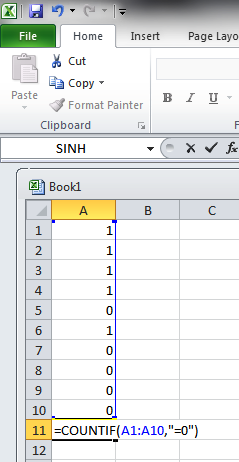 File Home Insert Page Layo
Cut
Copy
Format Painter
Paste
Clipboard
SINH
Book1
A B C
1 1
2 1
3 1
4 1
5 0
6 1
7 0
8 0
9 0
10 0
11 =COUNTIF(A1:A10,"=0")
12